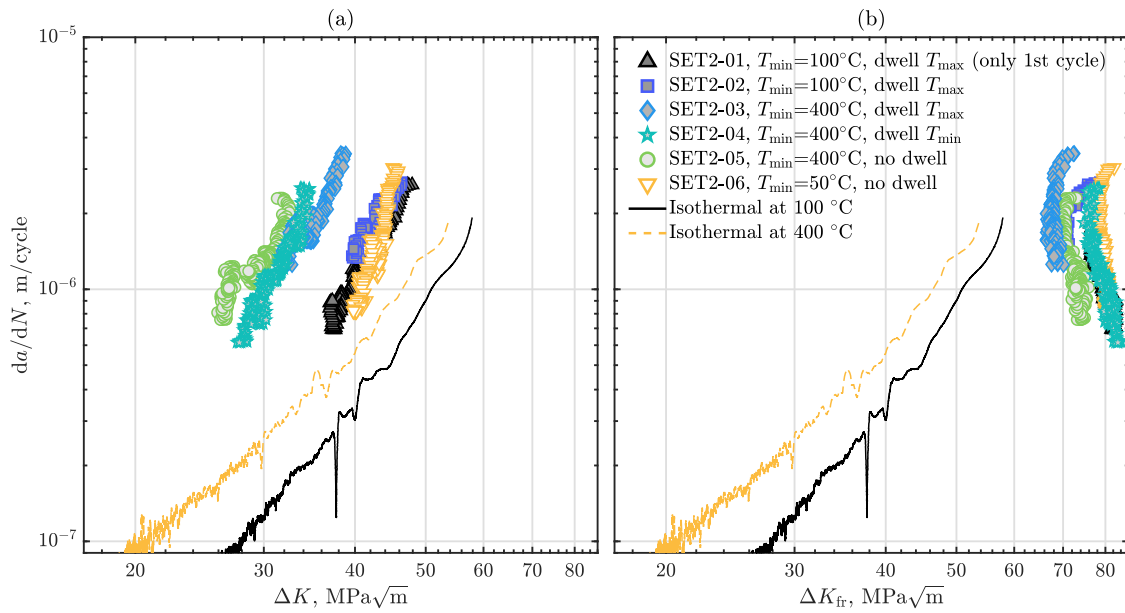 (a)
(b)
10⁻⁵
10⁻⁶
10⁻⁷
da/dN, m/cycle
SET2-01, Tmin=100°C, dwell Tmax (only 1st cycle)
SET2-02, Tmin=100°C, dwell Tmax
SET2-03, Tmin=400°C, dwell Tmax
SET2-04, Tmin=400°C, dwell Tmin
SET2-05, Tmin=400°C, no dwell
SET2-06, Tmin=50°C, no dwell
Isothermal at 100 °C
Isothermal at 400 °C
20 30 40 50 60 70 80
20 30 40 50 60 70 80
ΔK, MPa√m
ΔKfr, MPa√m